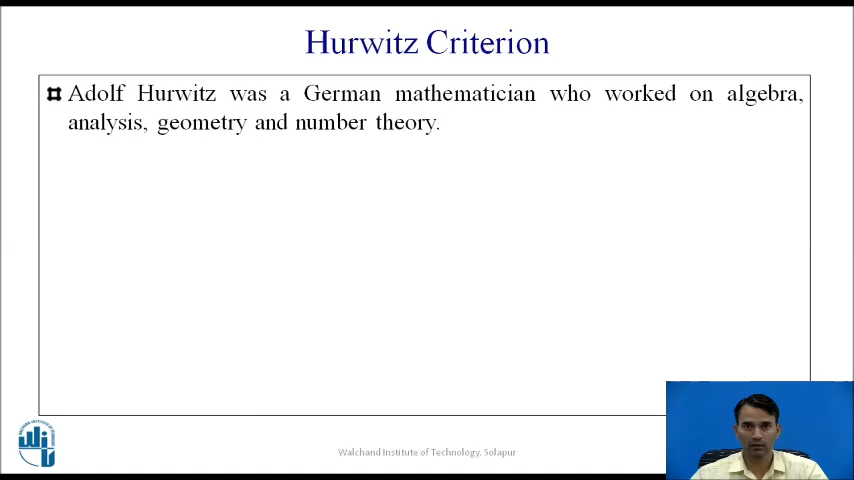 Hurwitz Criterion
Adolf Hurwitz was a German mathematician who worked on algebra,
analysis, geometry and number theory.
Walchand Institute of Technology, Solapur